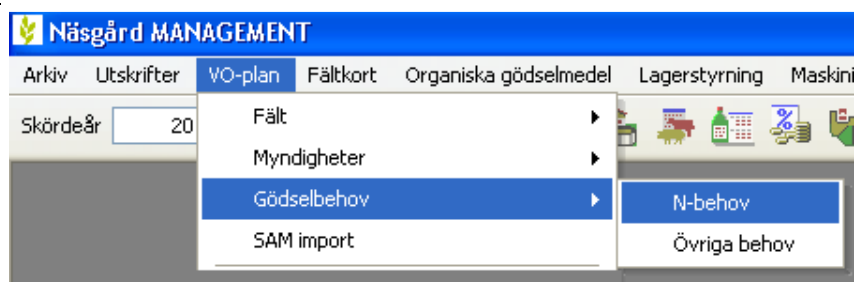 Näsgård MANAGEMENT
Arkiv Utskrifter VO-plan Fältkort Organiska gödselmedel Lagerstyrning Maskini
Skördeår 20
Fält
Myndigheter
Gödselbehov
SAM import
N-behov
Övriga behov